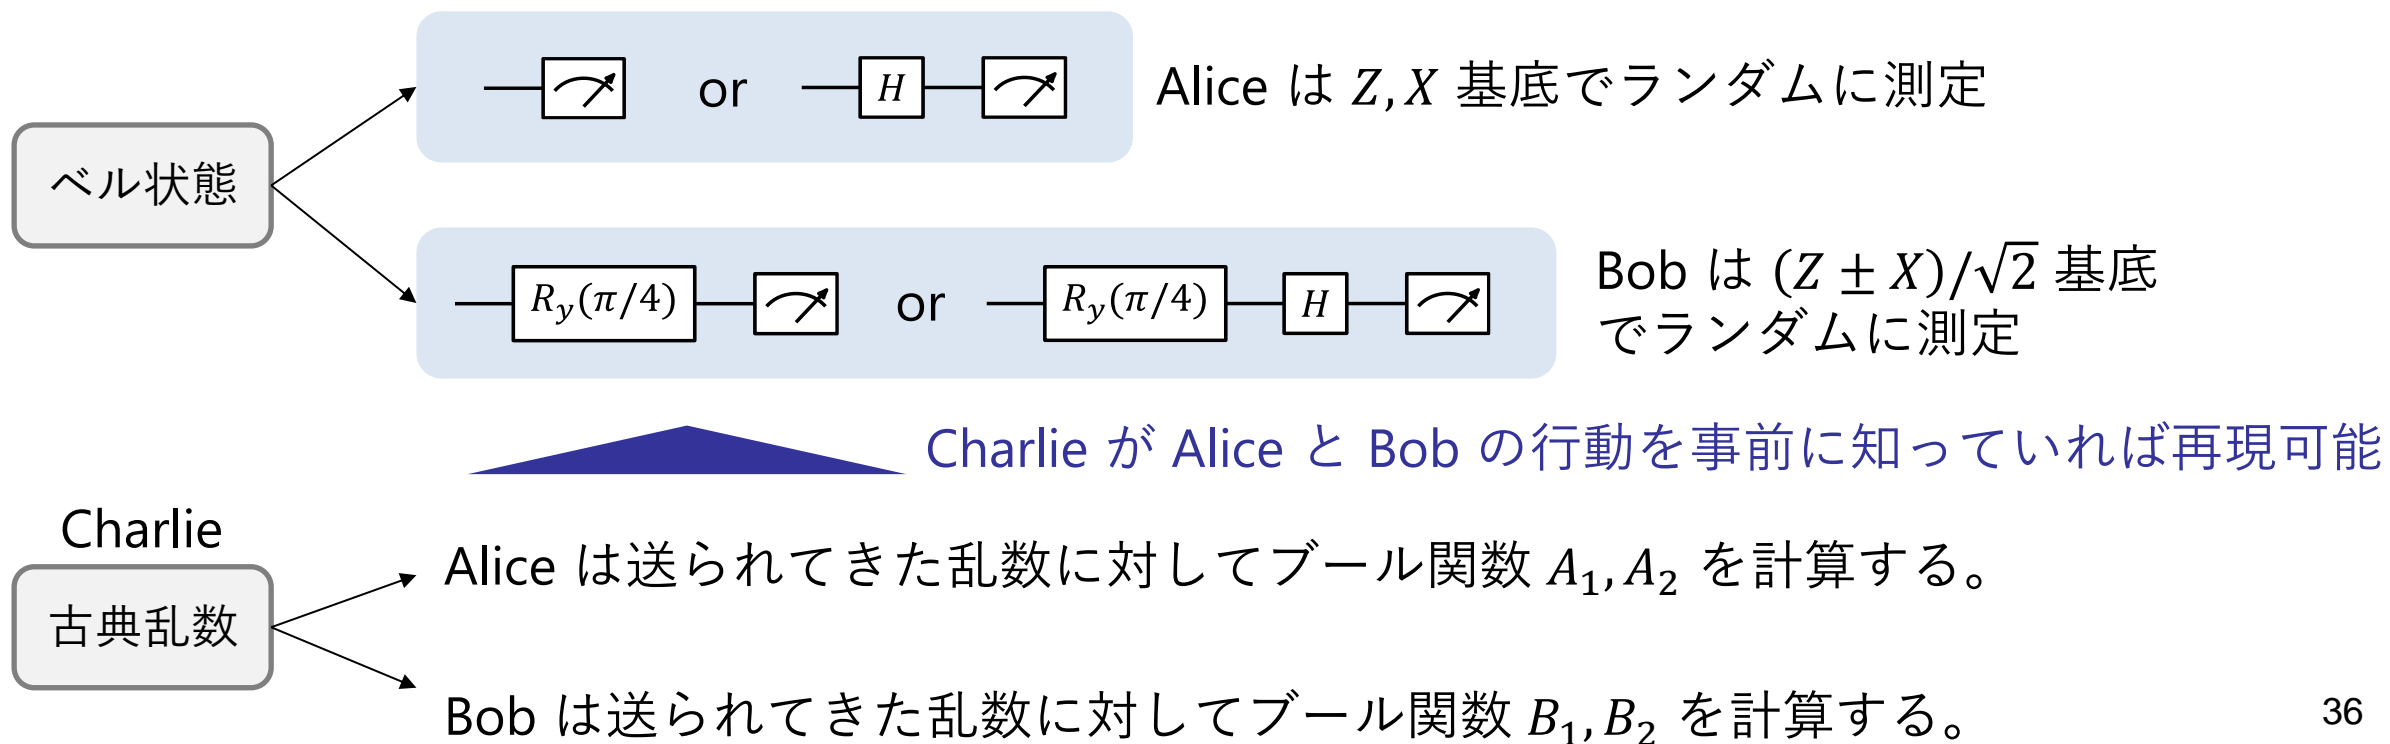 or H Alice は Z, X 基底でランダムに測定
ベル状態
R_y(π/4) or R_y(π/4) H Bob は (Z ± X)/√2 基底
でランダムに測定
Charlie が Alice と Bob の行動を事前に知っていれば再現可能
Charlie
古典乱数
Alice は送られてきた乱数に対してブール関数 A₁, A₂ を計算する。
Bob は送られてきた乱数に対してブール関数 B₁, B₂ を計算する。
36